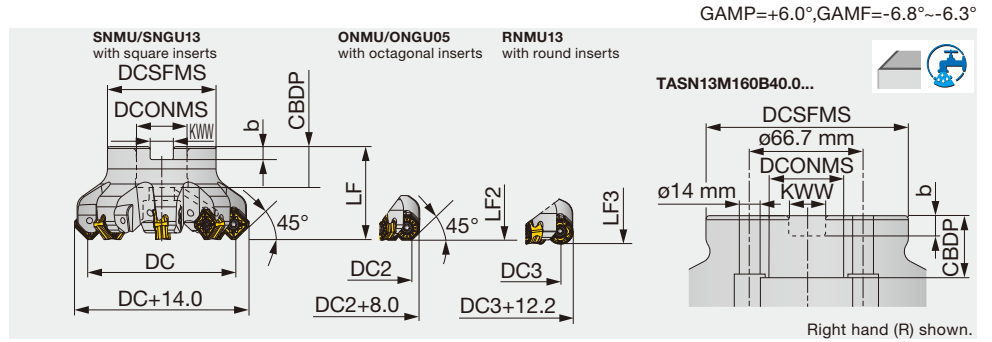 GAMP=+6.0°,GAMF=-6.8°~-6.3°
SNMU/SNGU13
with square inserts
DCSFMS
DCONMS
KWW
b
CBDP
LF
45°
DC
DC+14.0
ONMU/ONGU05
with octagonal inserts
45°
LF2
DC2
DC2+8.0
RNMU13
with round inserts
LF3
DC3
DC3+12.2
TASN13M160B40.0...
DCSFMS
ø66.7 mm
DCONMS
ø14 mm
KWW
b
CBDP
Right hand (R) shown.